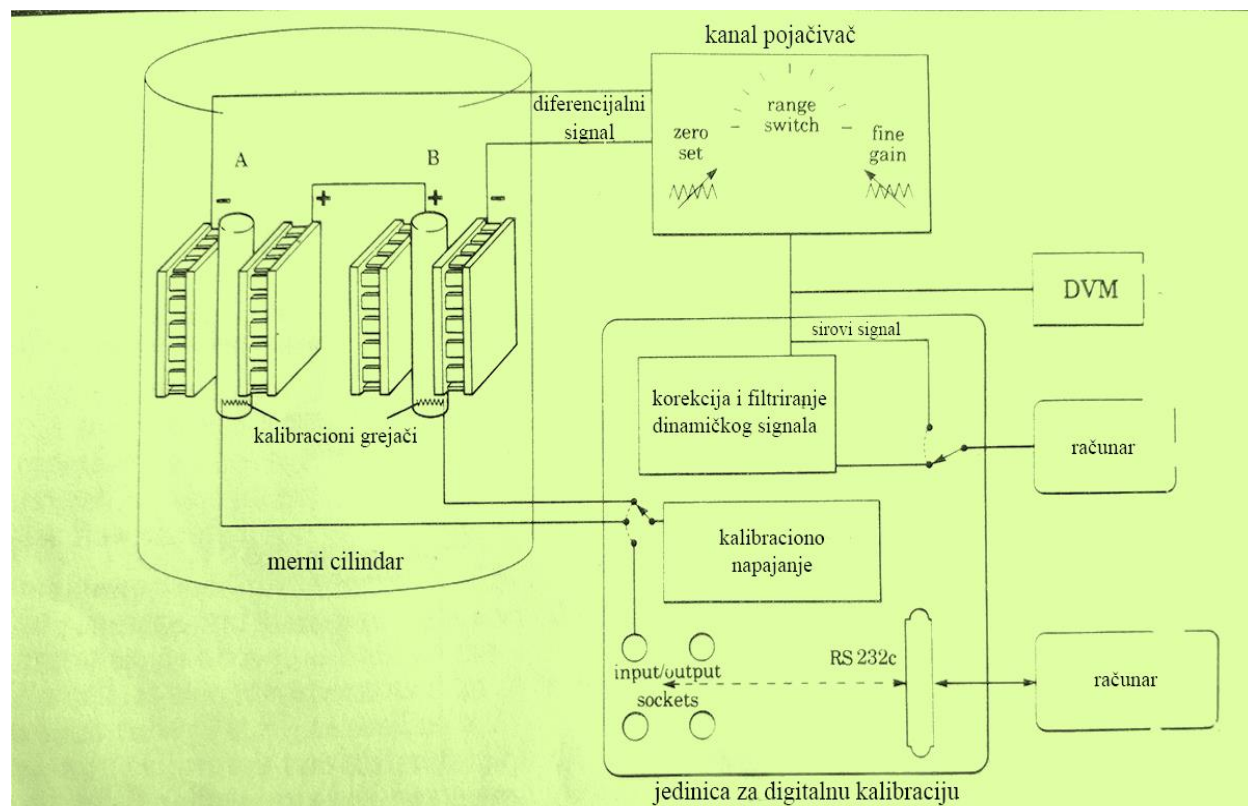 kanal pojačivač
diferencijalni
signal
range
switch
zero
set
fine
gain
A
B
-
+
+
-
DVM
sirovi signal
korekcija i filtriranje
dinamičkog signala
računar
kalibracioni grejači
kalibraciono
napajanje
merni cilindar
input/output
sockets
RS 232c
računar
jedinica za digitalnu kalibraciju